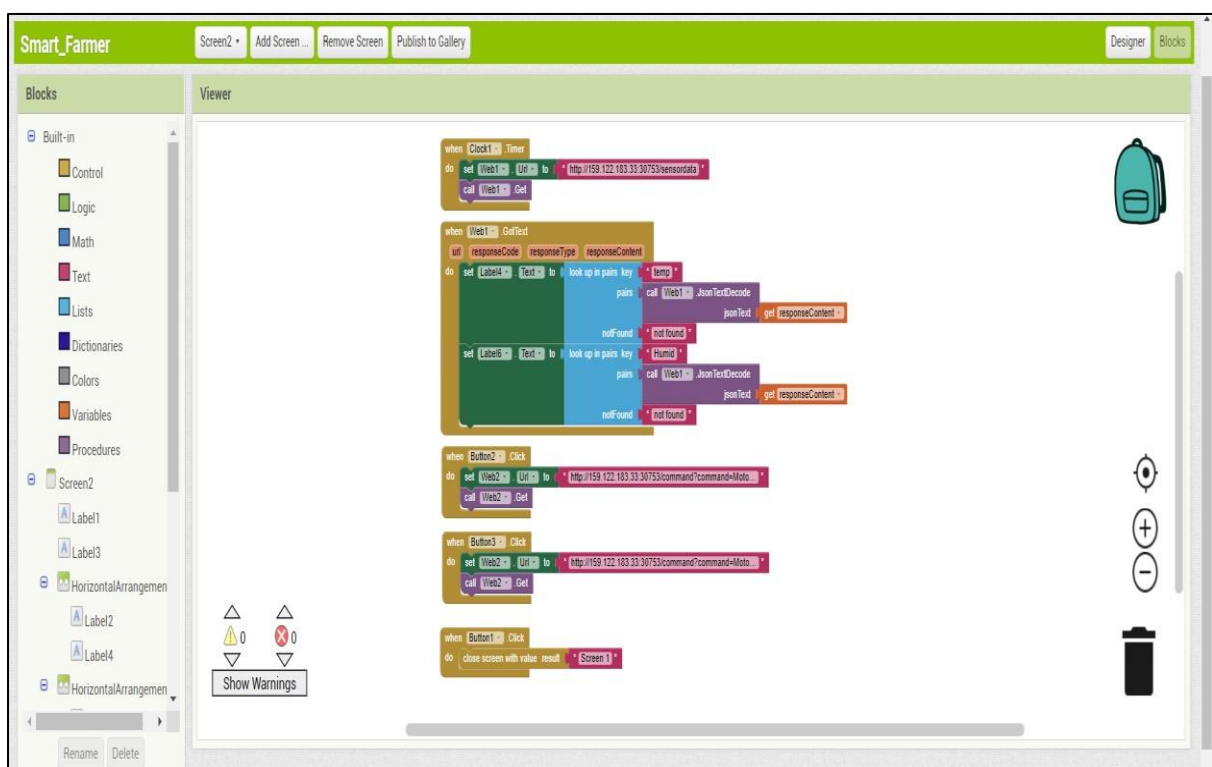 Smart_Farmer Screen2 Add Screen ... Remove Screen Publish to Gallery Designer Blocks
Blocks
Viewer
Built-in
Control
Logic
Math
Text
Lists
Dictionaries
Colors
Variables
Procedures
Screen2
Label1
Label3
HorizontalArrangemen
Label2
Label4
HorizontalArrangemen
Rename Delete
when Clock1 .Timer
do set Web1 . Url to " http://159.122.183.33:30753/sensordata "
call Web1 .Get
when Web1 .GotText
url responseCode responseType responseContent
do set Label4 . Text to look up in pairs key " temp "
pairs call Web1 .JsonTextDecode
jsonText get responseContent
notFound " not found "
set Label6 . Text to look up in pairs key " Humid "
pairs call Web1 .JsonTextDecode
jsonText get responseContent
notFound " not found "
when Button2 .Click
do set Web2 . Url to " http://159.122.183.33:30753/command?command=Moto... "
call Web2 .Get
when Button3 .Click
do set Web2 . Url to " http://159.122.183.33:30753/command?command=Moto... "
call Web2 .Get
when Button1 .Click
do close screen with value result " Screen 1 "
0 0
Show Warnings